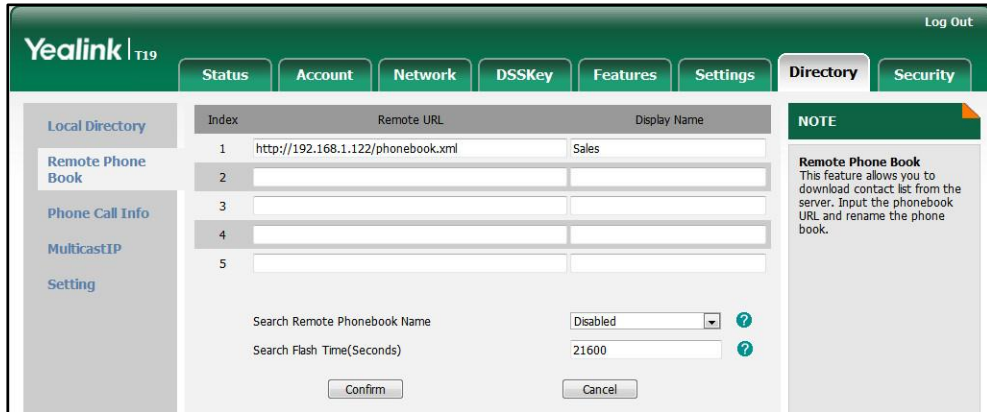 Log Out
Yealink T19
Status Account Network DSSKey Features Settings Directory Security
Local Directory
Remote Phone
Book
Phone Call Info
MulticastIP
Setting
Index Remote URL Display Name
1 http://192.168.1.122/phonebook.xml Sales
2
3
4
5
Search Remote Phonebook Name Disabled ?
Search Flash Time(Seconds) 21600 ?
Confirm Cancel
NOTE
Remote Phone Book
This feature allows you to
download contact list from the
server. Input the phonebook
URL and rename the phone
book.